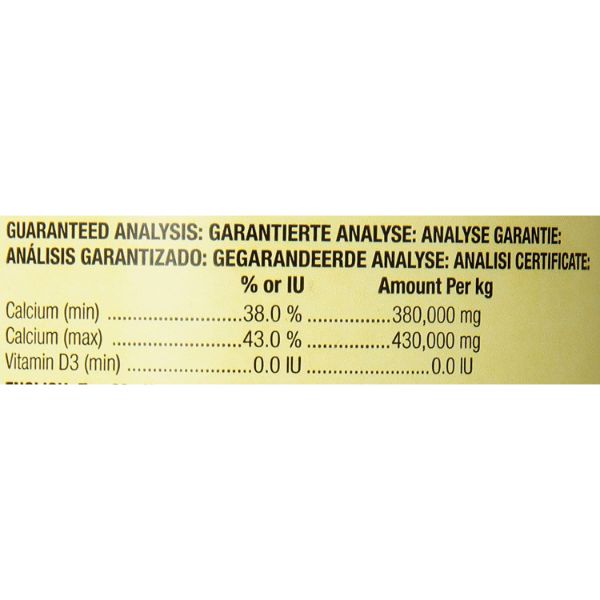 GUARANTEED ANALYSIS: GARANTIERTE ANALYSE: ANALYSE GARANTIE:
ANÁLISIS GARANTIZADO: GEGARANDEERDE ANALYSE: ANALISI CERTIFICATE:
% or IU Amount Per kg
Calcium (min) ........................38.0 % ...............380,000 mg
Calcium (max) ........................43.0 % ...............430,000 mg
Vitamin D3 (min) ......................0.0 IU ......................0.0 IU